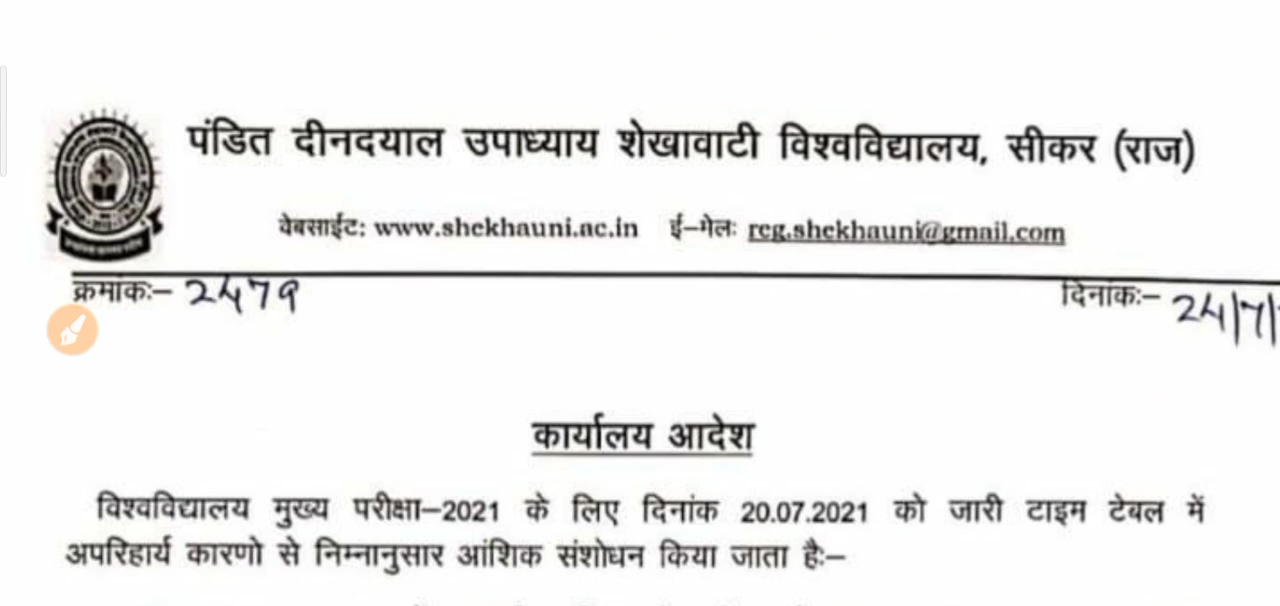 पंडित दीनदयाल उपाध्याय शेखावाटी विश्वविद्यालय, सीकर (राज)
वेबसाईटः www.shekhauni.ac.in ई–मेलः reg.shekhauni@gmail.com
क्रमांकः– 2479 दिनांकः– 24/7/
कार्यालय आदेश
विश्वविद्यालय मुख्य परीक्षा–2021 के लिए दिनांक 20.07.2021 को जारी टाइम टेबल में
अपरिहार्य कारणो से निम्नानुसार आंशिक संशोधन किया जाता हैः–